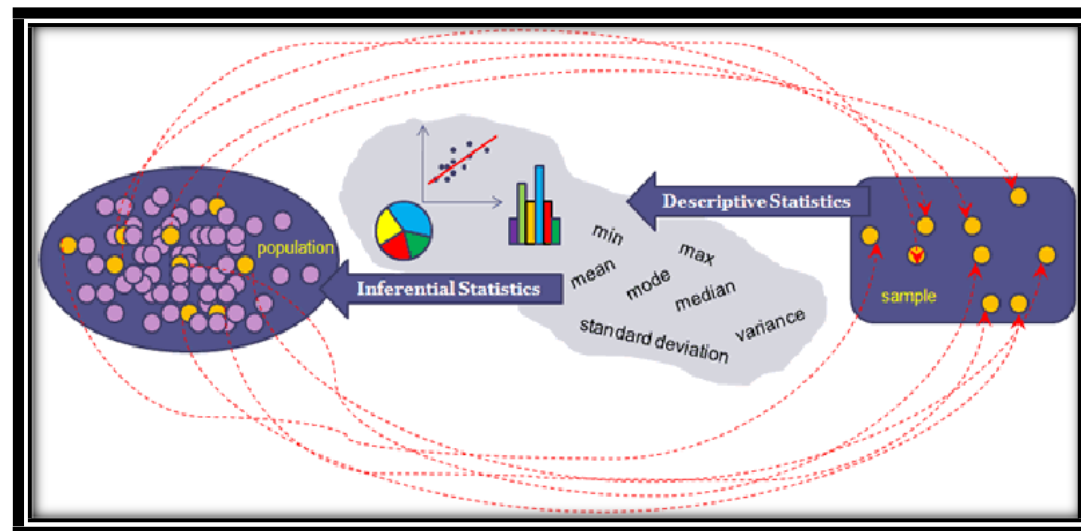 Descriptive Statistics
population
min
max
mean
mode
median
Inferential Statistics
sample
standard deviation
variance